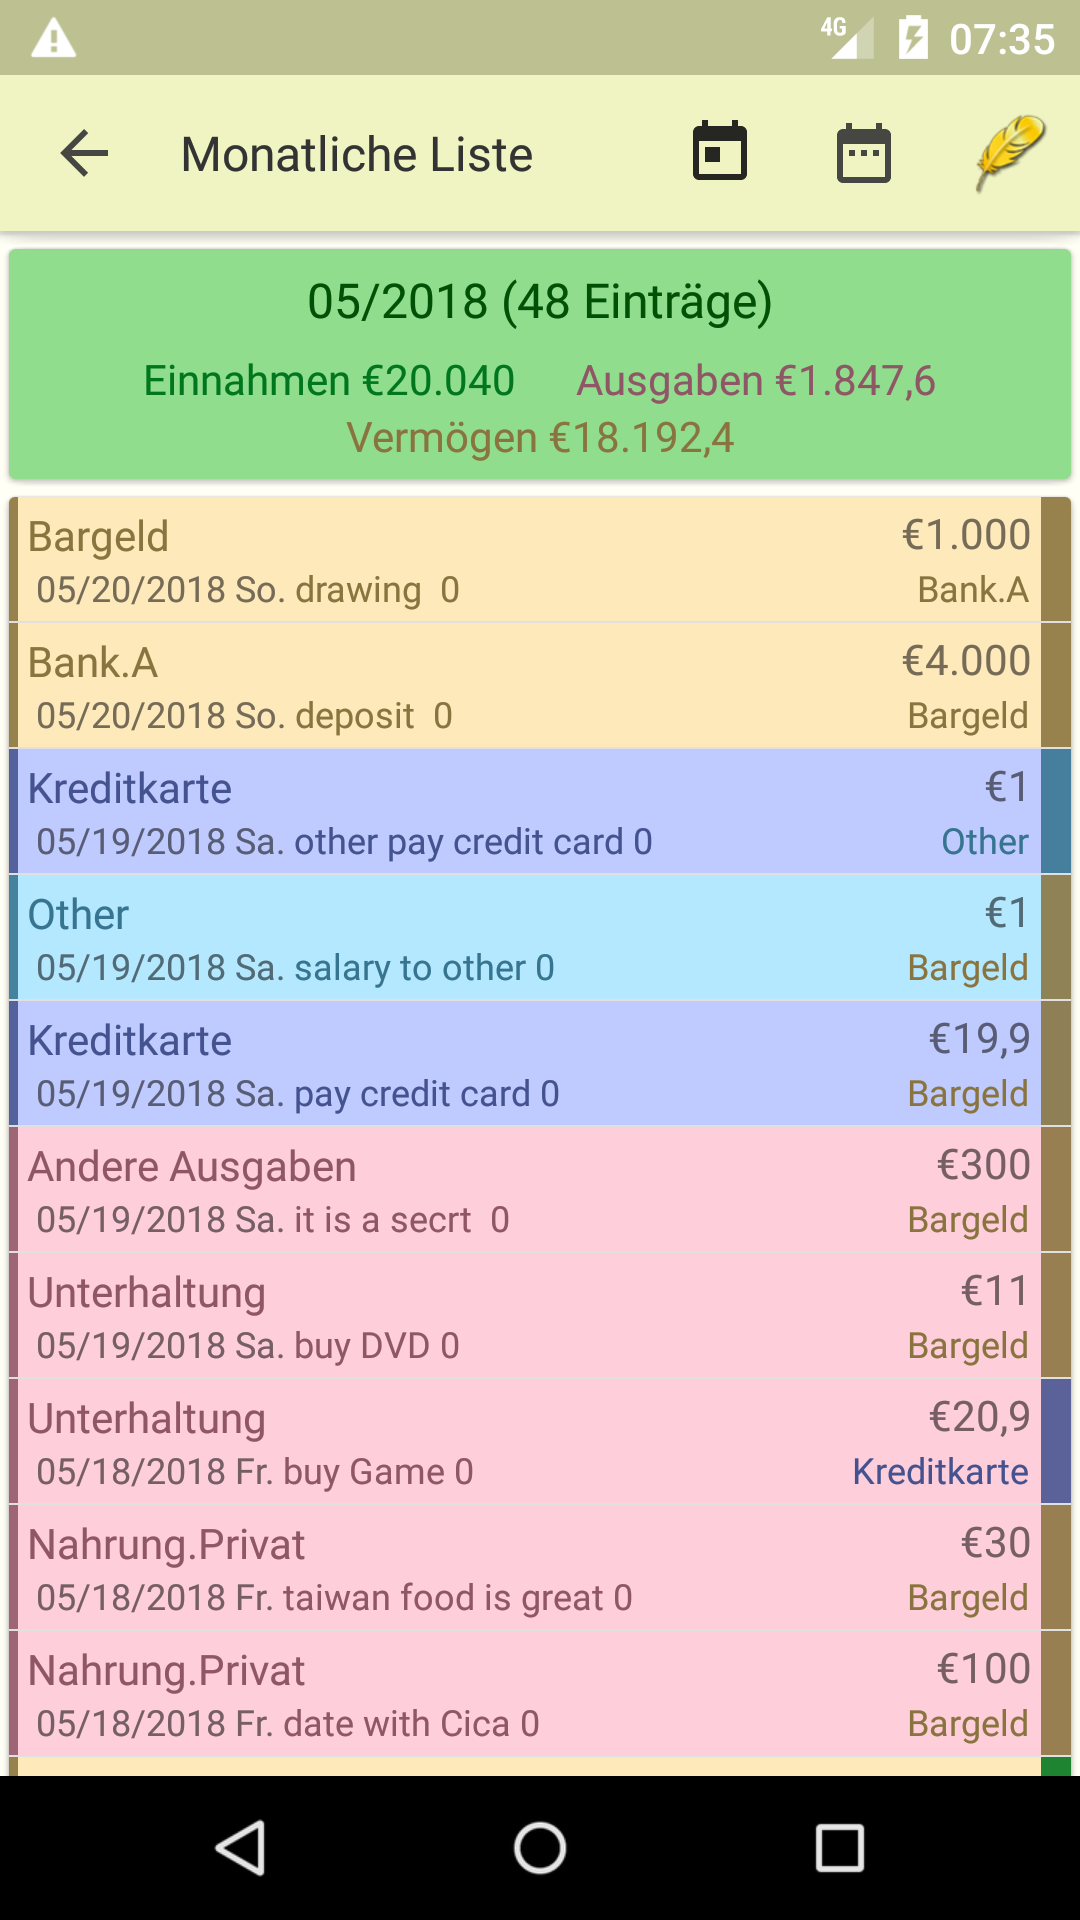 4G 07:35
Monatliche Liste
05/2018 (48 Einträge)
Einnahmen €20.040 Ausgaben €1.847,6
Vermögen €18.192,4
Bargeld €1.000
05/20/2018 So. drawing 0 Bank.A
Bank.A €4.000
05/20/2018 So. deposit 0 Bargeld
Kreditkarte €1
05/19/2018 Sa. other pay credit card 0 Other
Other €1
05/19/2018 Sa. salary to other 0 Bargeld
Kreditkarte €19,9
05/19/2018 Sa. pay credit card 0 Bargeld
Andere Ausgaben €300
05/19/2018 Sa. it is a secrt 0 Bargeld
Unterhaltung €11
05/19/2018 Sa. buy DVD 0 Bargeld
Unterhaltung €20,9
05/18/2018 Fr. buy Game 0 Kreditkarte
Nahrung.Privat €30
05/18/2018 Fr. taiwan food is great 0 Bargeld
Nahrung.Privat €100
05/18/2018 Fr. date with Cica 0 Bargeld